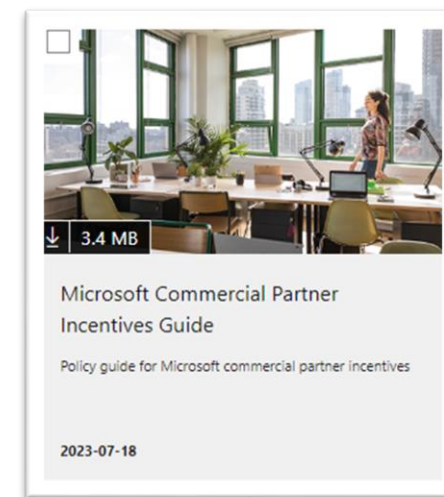 3.4 MB
Microsoft Commercial Partner
Incentives Guide
Policy guide for Microsoft commercial partner incentives
2023-07-18